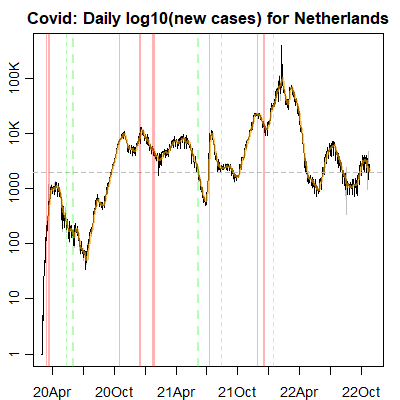 Covid: Daily log10(new cases) for Netherlands
100K
10K
1000
100
10
1
20Apr 20Oct 21Apr 21Oct 22Apr 22Oct